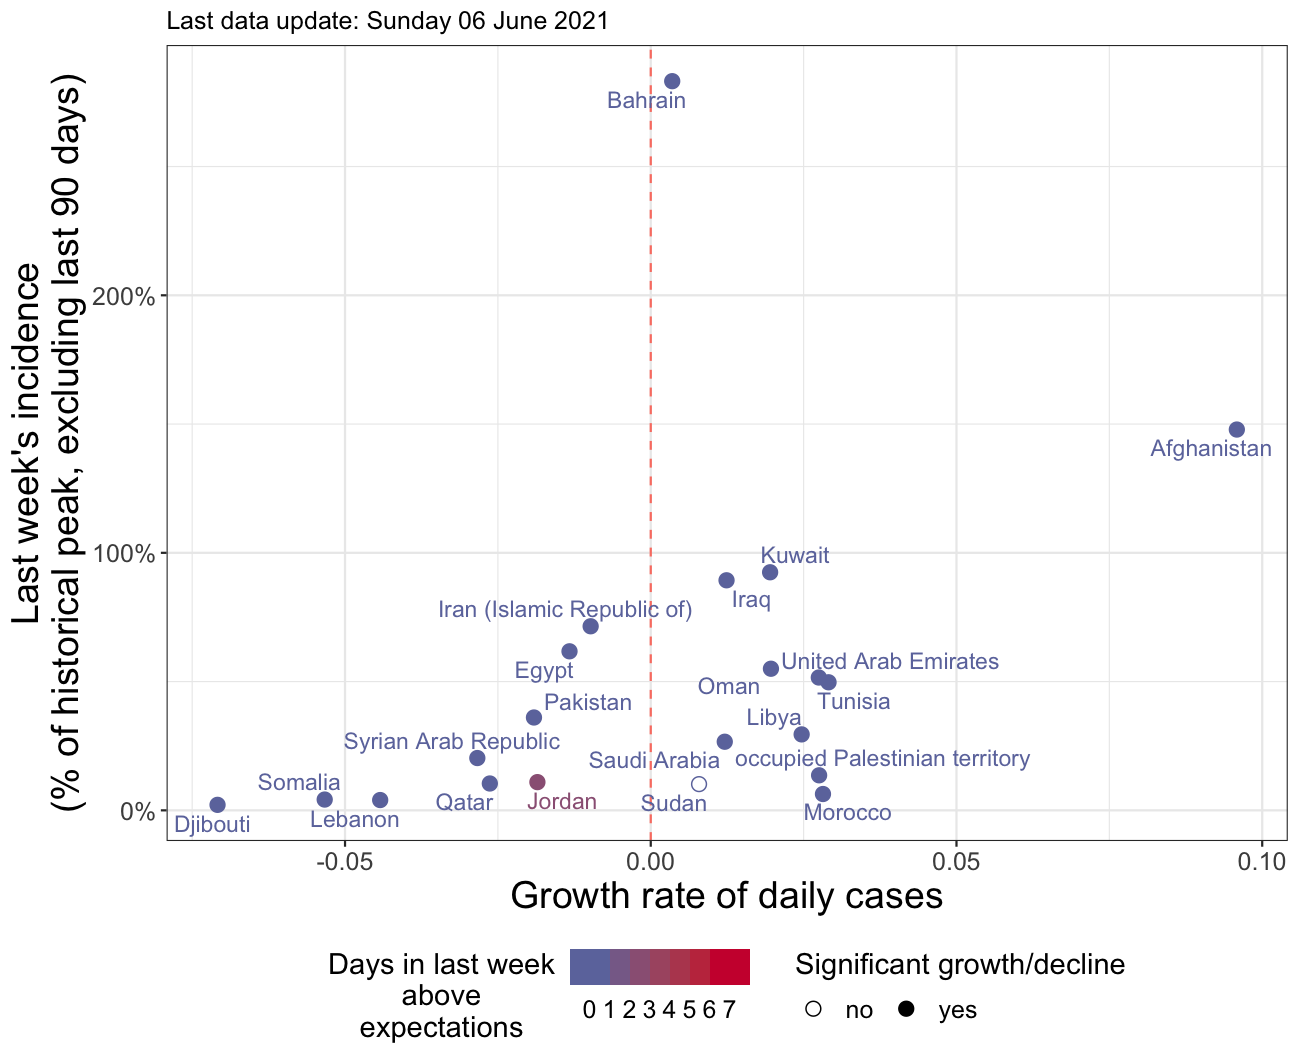 Last data update: Sunday 06 June 2021
Last week's incidence
(% of historical peak, excluding last 90 days)
200%
100%
0%
Bahrain
Afghanistan
Kuwait
Iraq
Iran (Islamic Republic of)
Egypt
United Arab Emirates
Oman
Tunisia
Pakistan
Libya
Syrian Arab Republic
Saudi Arabia
occupied Palestinian territory
Somalia
Qatar
Jordan
Sudan
Morocco
Lebanon
Djibouti
-0.05
0.00
0.05
0.10
Growth rate of daily cases
Days in last week
above
expectations
0 1 2 3 4 5 6 7
Significant growth/decline
no
yes